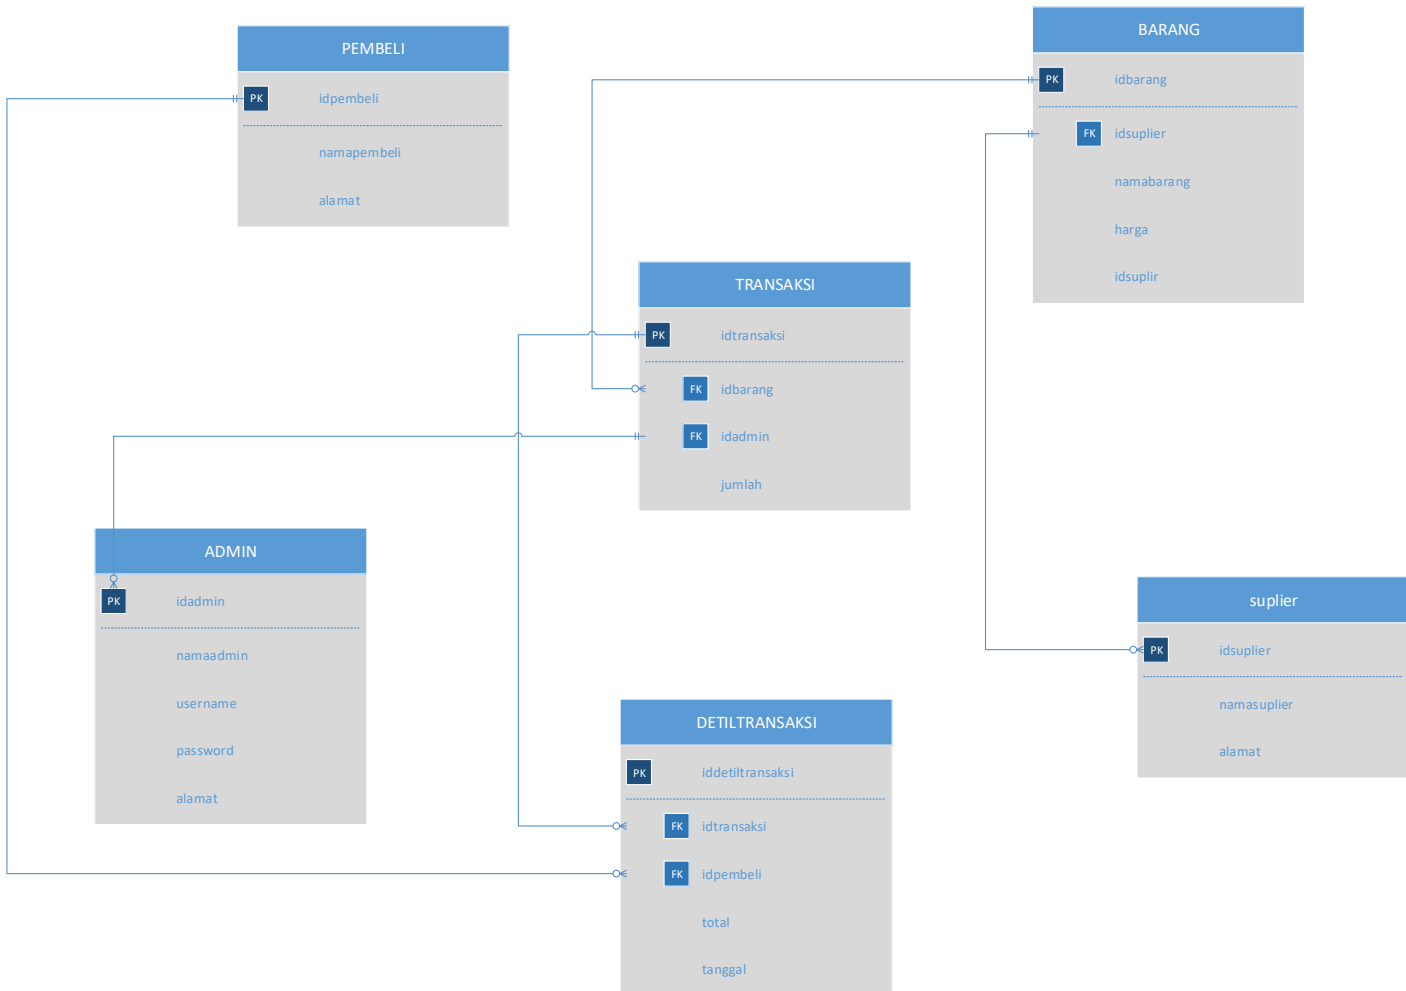 PEMBELI
PK idpembeli
namapembeli
alamat
BARANG
PK idbarang
FK idsuplier
namabarang
harga
idsuplir
TRANSAKSI
PK idtransaksi
FK idbarang
FK idadmin
jumlah
ADMIN
PK idadmin
namaadmin
username
password
alamat
suplier
PK idsuplier
namasuplier
alamat
DETILTRANSAKSI
PK iddetiltransaksi
FK idtransaksi
FK idpembeli
total
tanggal